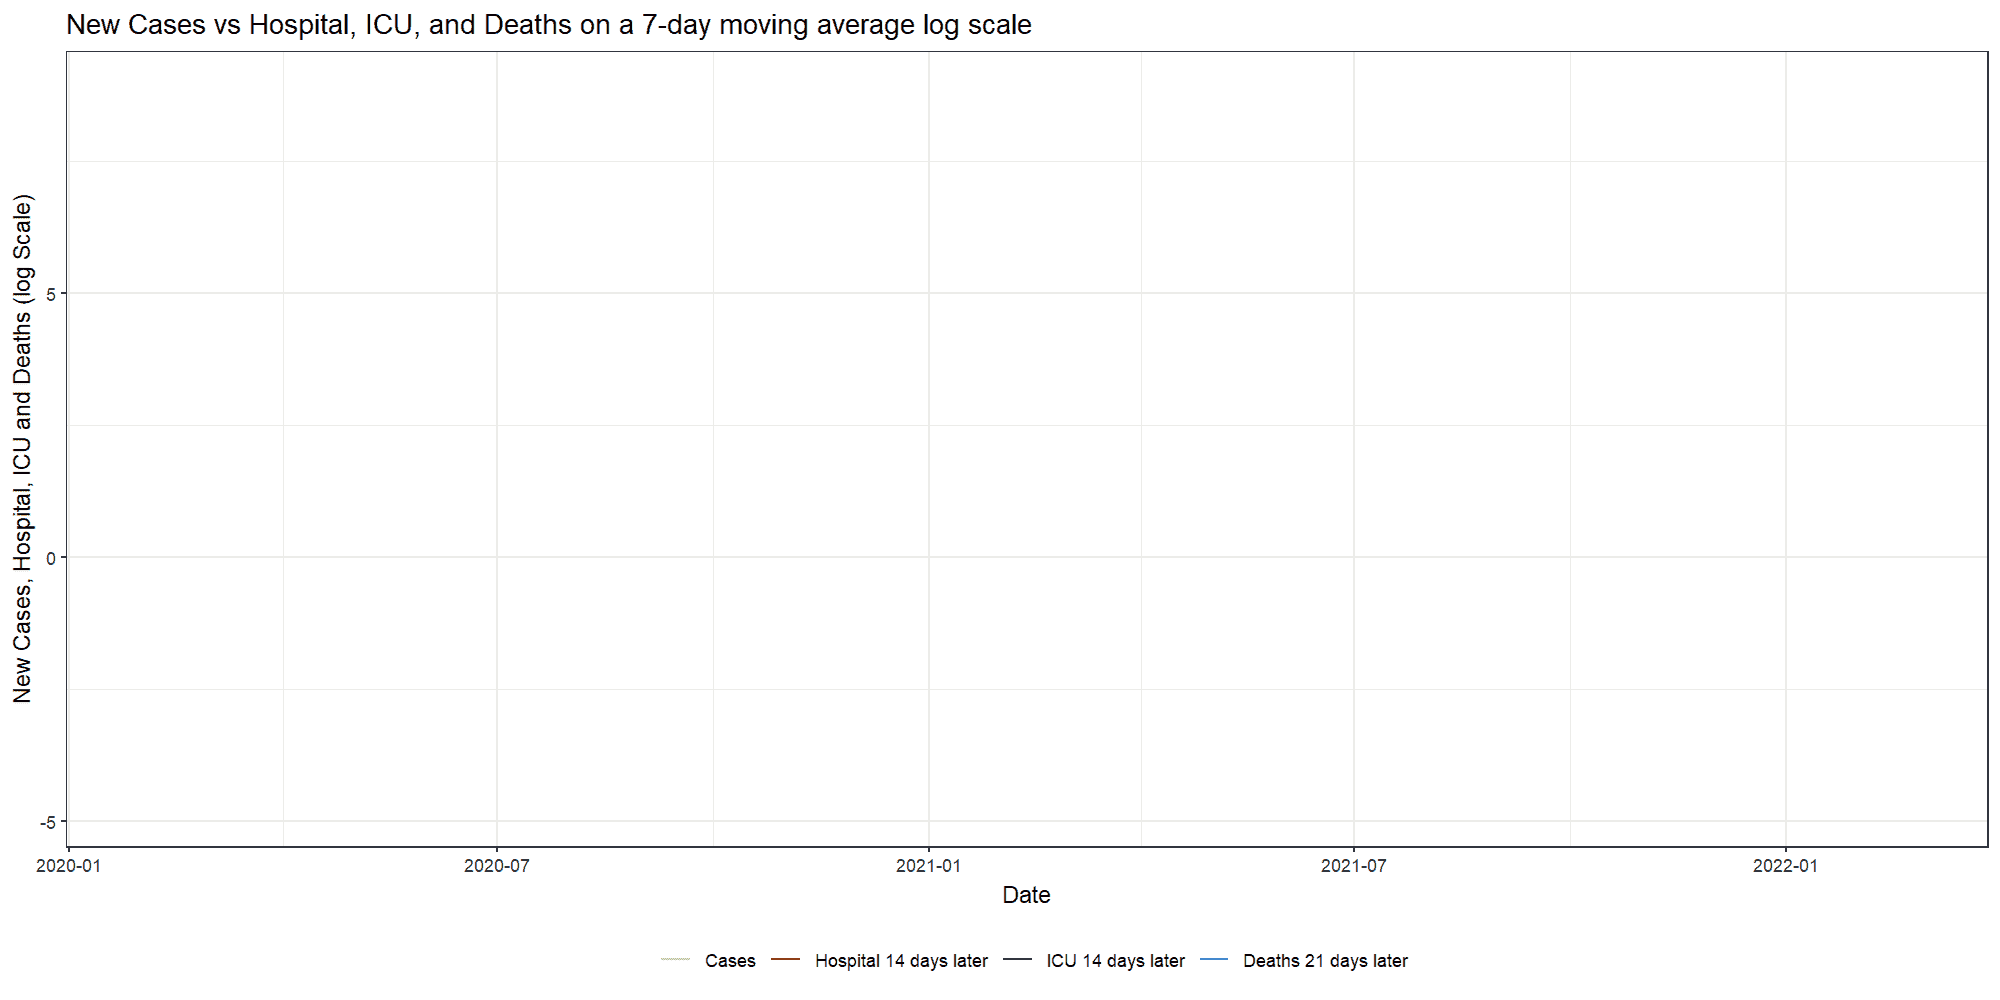 New Cases vs Hospital, ICU, and Deaths on a 7-day moving average log scale
New Cases, Hospital, ICU and Deaths (log Scale)
5
0
-5
2020-01 2020-07 2021-01 2021-07 2022-01
Date
Cases Hospital 14 days later ICU 14 days later Deaths 21 days later